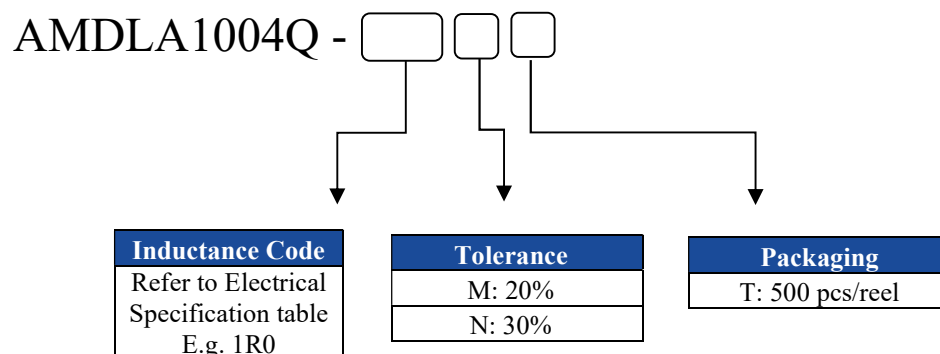 AMDLA1004Q -
Inductance Code
Refer to Electrical
Specification table
E.g. 1R0
Tolerance
M: 20%
N: 30%
Packaging
T: 500 pcs/reel